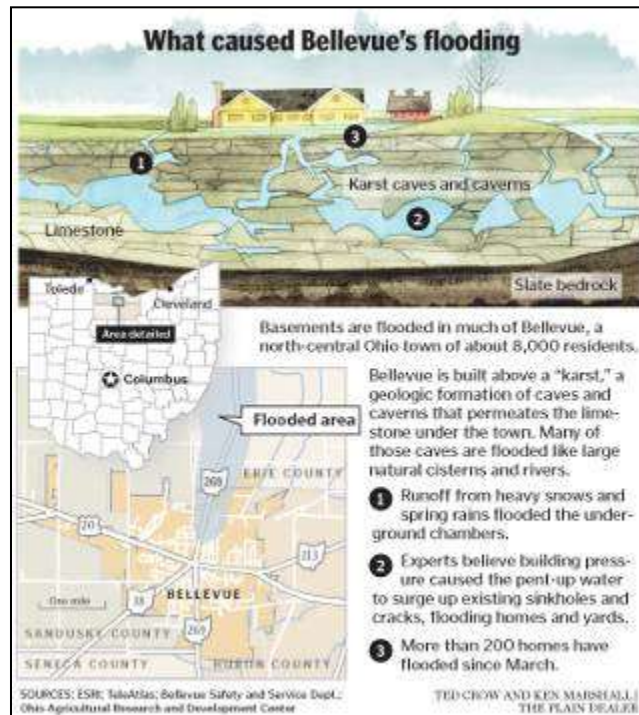 What caused Bellevue's flooding
1
3
Karst caves and caverns
2
Limestone
Slate bedrock
Toledo
Cleveland
Area detailed
Columbus
Basements are flooded in much of Bellevue, a
north-central Ohio town of about 8,000 residents.
Bellevue is built above a "karst," a
geologic formation of caves and
caverns that permeates the lime-
stone under the town. Many of
those caves are flooded like large
natural cisterns and rivers.
1 Runoff from heavy snows and
spring rains flooded the under-
ground chambers.
2 Experts believe building press-
ure caused the pent-up water
to surge up existing sinkholes and
cracks, flooding homes and yards.
3 More than 200 homes have
flooded since March.
Flooded area
ERIE COUNTY
20
BELLEVUE
One mile
SANDUSKY COUNTY
SENECA COUNTY
HURON COUNTY
SOURCES: ESRI; TeleAtlas; Bellevue Safety and Service Dept.;
Ohio Agricultural Research and Development Center
TED CROW AND KEN MARSHALL |
THE PLAIN DEALER